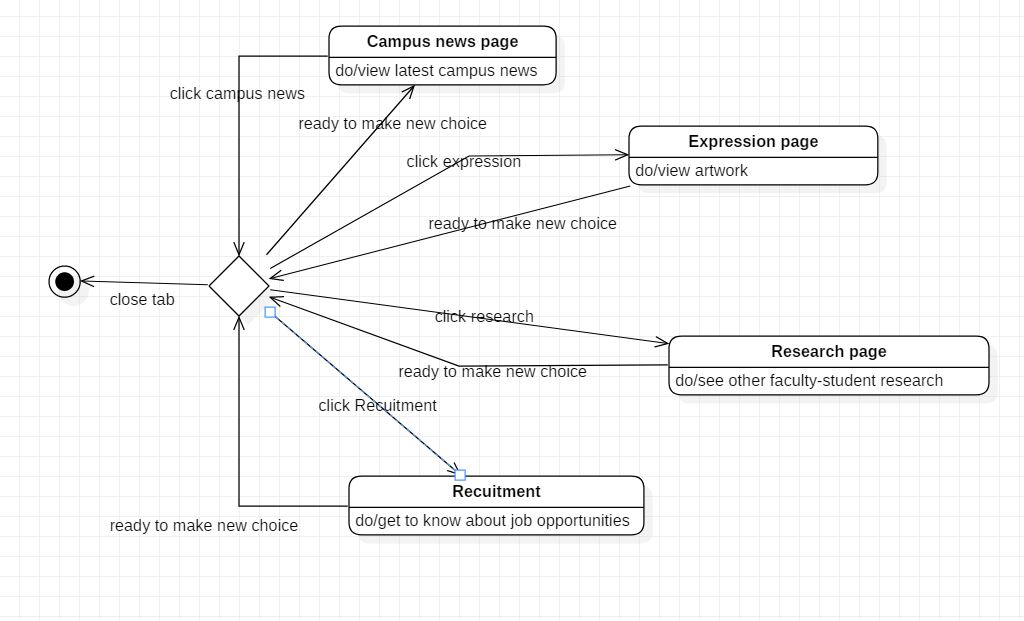 Campus news page
do/view latest campus news
click campus news
ready to make new choice
Expression page
do/view artwork
click expression
ready to make new choice
close tab
click research
Research page
do/see other faculty-student research
ready to make new choice
click Recuitment
Recuitment
do/get to know about job opportunities
ready to make new choice